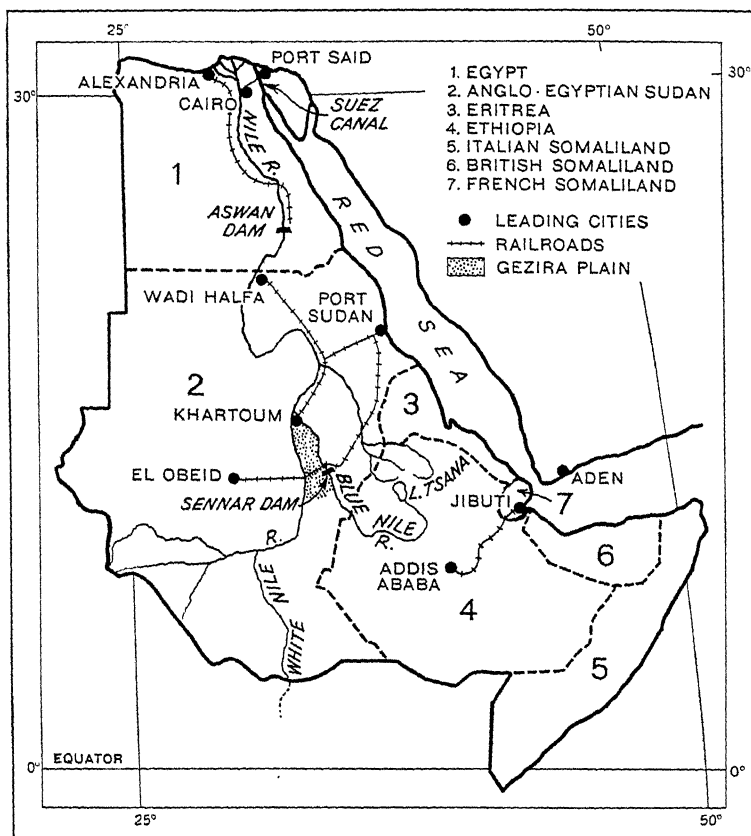 25°
50°
PORT SAID
ALEXANDRIA
30°
30°
CAIRO
SUEZ
CANAL
NILE R.
1. EGYPT
2. ANGLO-EGYPTIAN SUDAN
3. ERITREA
4. ETHIOPIA
5. ITALIAN SOMALILAND
6. BRITISH SOMALILAND
7. FRENCH SOMALILAND
LEADING CITIES
RAILROADS
GEZIRA PLAIN
1
ASWAN
DAM
RED SEA
WADI HALFA
PORT
SUDAN
2
3
KHARTOUM
EL OBEID
SENNAR DAM
L. TSANA
BLUE
NILE
R.
ADEN
JIBUTI
7
R.
WHITE NILE
ADDIS
ABABA
4
6
5
EQUATOR
0°
0°
25°
50°